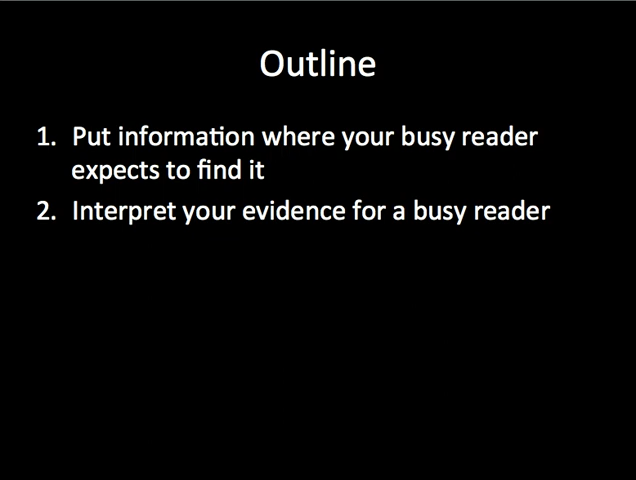 Outline
1. Put information where your busy reader
expects to find it
2. Interpret your evidence for a busy reader